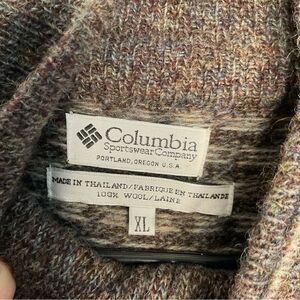 Columbia
Sportswear Company
PORTLAND, OREGON U.S.A.
MADE IN THAILAND/FABRIQUE EN THAILANDE
100% WOOL/LAINE
XL